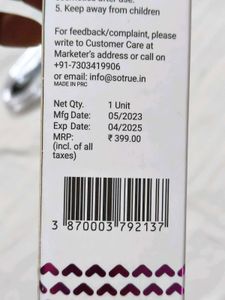 5. Keep away from children
For feedback/complaint, please
write to Customer Care at
Marketer's address or call on
+91-7303419906
or email: info@sotrue.in
MADE IN PRC
Net Qty. 1 Unit
Mfg Date: 05/2023
Exp Date: 04/2025
MRP: ₹ 399.00
(incl. of all
taxes)
3 870003 792137